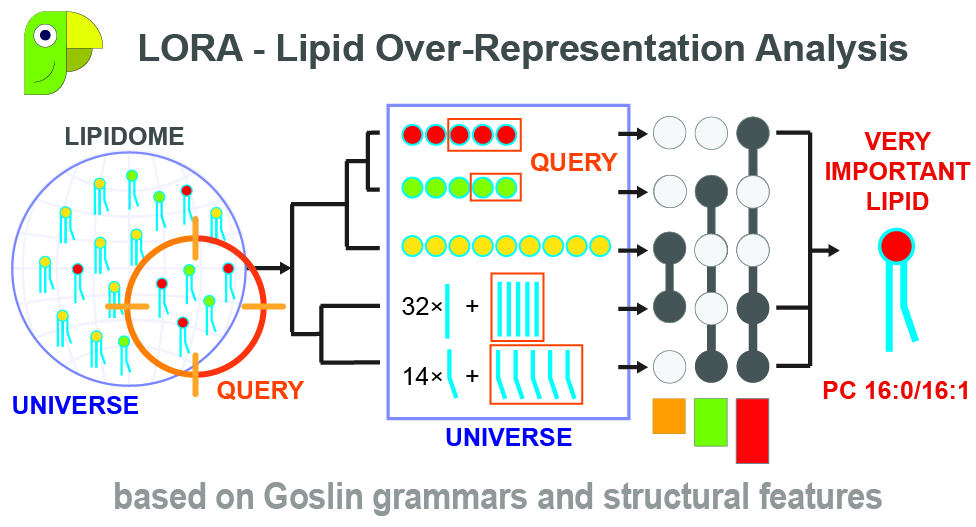 LORA - Lipid Over-Representation Analysis
LIPIDOME
QUERY
VERY
IMPORTANT
LIPID
32× +
14× +
PC 16:0/16:1
QUERY
UNIVERSE
UNIVERSE
based on Goslin grammars and structural features